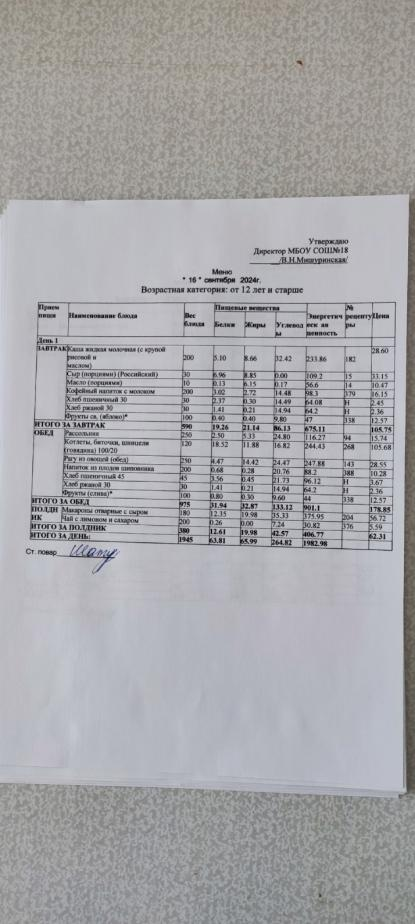 Утверждаю
Директор МБОУ СОШ№18
/В.Н.Мишуринская/
Меню
" 16 " сентября 2024г.
Возрастная категория: от 12 лет и старше
Прием пищи Наименование блюда Вес блюда Пищевые вещества Белки Жиры Углеводы Энергетическ ая ценность № рецептуры Цена
День 1
ЗАВТРАК Каша жидкая молочная (с крупой рисовой и маслом) 200 5.10 8.66 32.42 233.86 182 28.60
Сыр (порциями) (Российский) 30 6.96 8.85 0.00 109.2 15 33.15
Масло (порциями) 10 0.13 6.15 0.17 56.6 14 10.47
Кофейный напиток с молоком 200 3.02 2.72 14.48 98.3 379 16.15
Хлеб пшеничный 30 30 2.37 0.30 14.49 64.08 Н 2.45
Хлеб ржаной 30 30 1.41 0.21 14.94 64.2 Н 2.36
Фрукты св. (яблоко)* 100 0.40 0.40 9.80 47 338 12.57
ИТОГО ЗА ЗАВТРАК 590 19.26 21.14 86.13 675.11 105.75
ОБЕД Рассольник 250 2.50 5.33 24.80 116.27 94 15.74
Котлеты, биточки, шницели (говядина) 100/20 120 18.52 11.88 16.82 244.43 268 105.68
Рагу из овощей (обед) 250 4.47 14.42 24.47 247.88 143 28.55
Напиток из плодов шиповника 200 0.68 0.28 20.76 88.2 388 10.28
Хлеб пшеничный 45 45 3.56 0.45 21.73 96.12 Н 3.67
Хлеб ржаной 30 30 1.41 0.21 14.94 64.2 Н 2.36
Фрукты (слива)* 100 0.80 0.30 9.60 44 338 12.57
ИТОГО ЗА ОБЕД 975 31.94 32.87 133.12 901.1 178.85
ПОЛДНИК Макароны отварные с сыром 180 12.35 19.98 35.33 375.95 204 56.72
Чай с лимоном и сахаром 200 0.26 0.00 7.24 30.82 376 5.59
ИТОГО ЗА ПОЛДНИК 380 12.61 19.98 42.57 406.77 62.31
ИТОГО ЗА ДЕНЬ: 1945 63.81 65.99 264.82 1982.98
Ст. повар